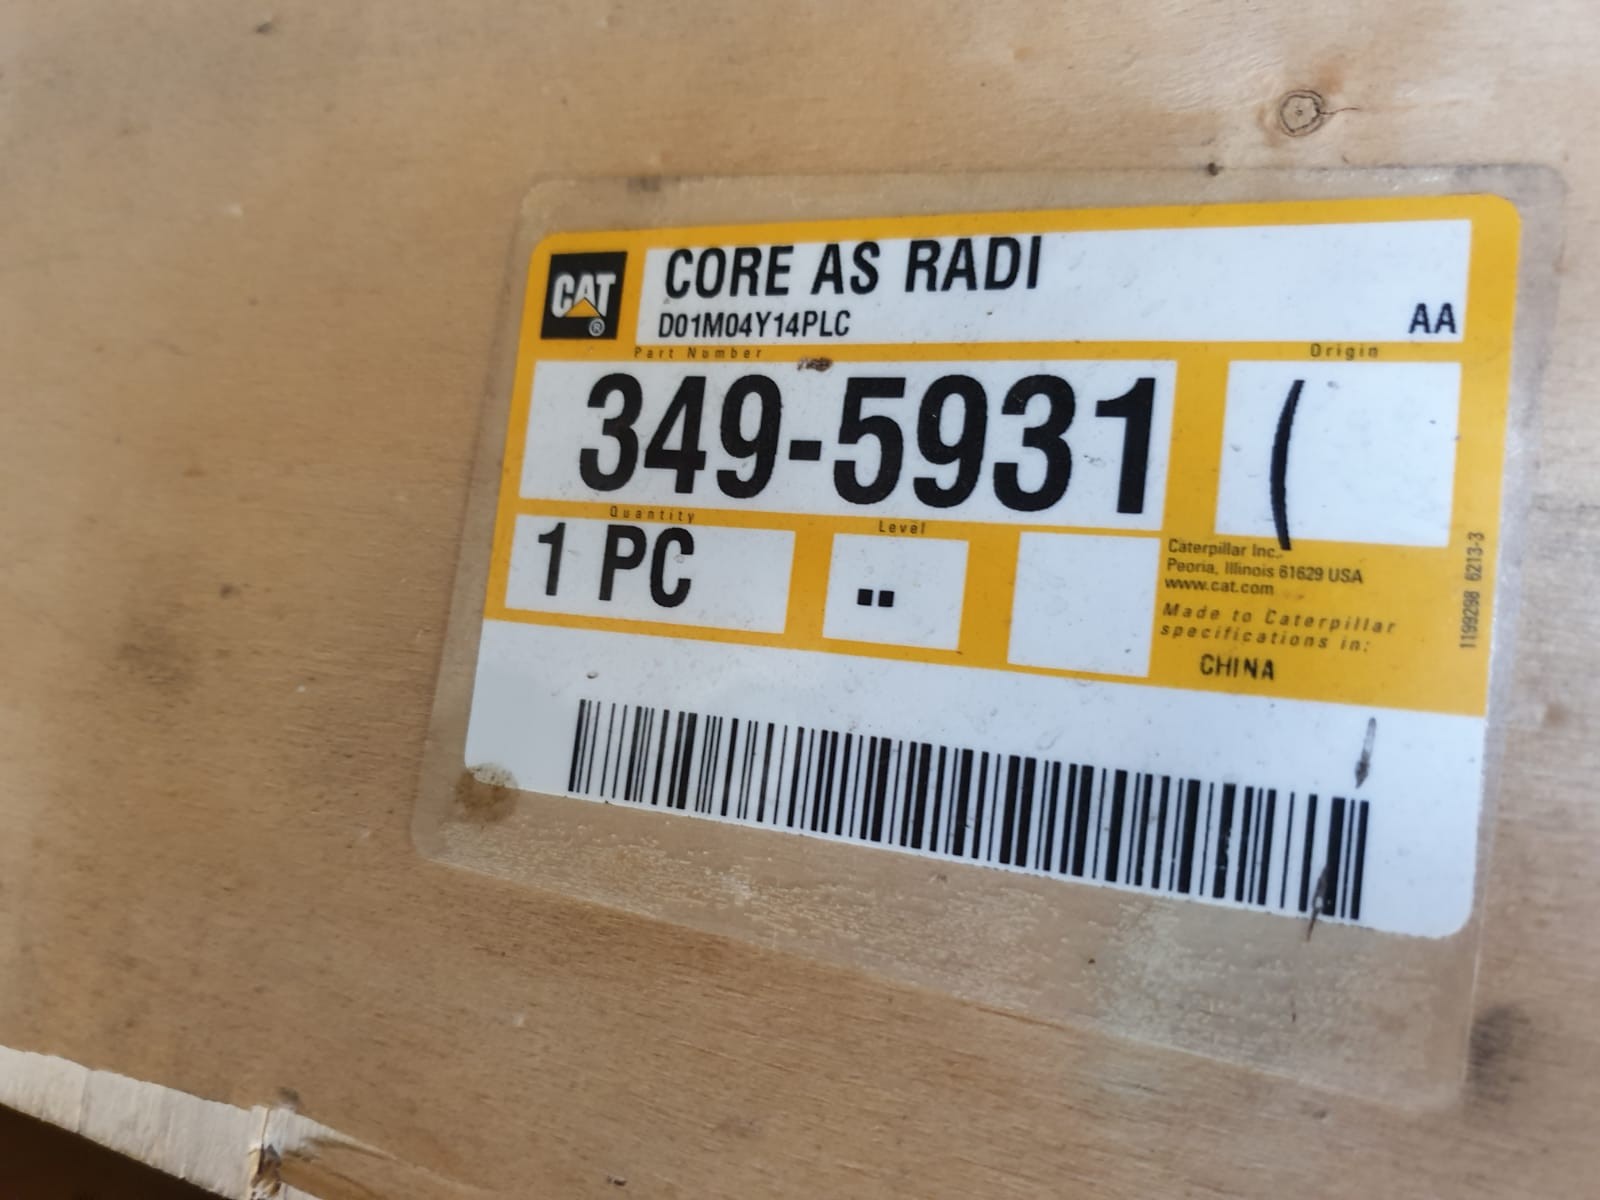 CAT®
CORE AS RADI
D01M04Y14PLC
AA
Part Number
Origin
349-5931
(
Quantity
Level
1 PC
--
Caterpillar Inc.
Peoria, Illinois 61629 USA
www.cat.com
Made to Caterpillar
specifications in:
CHINA
1199298 6213-3